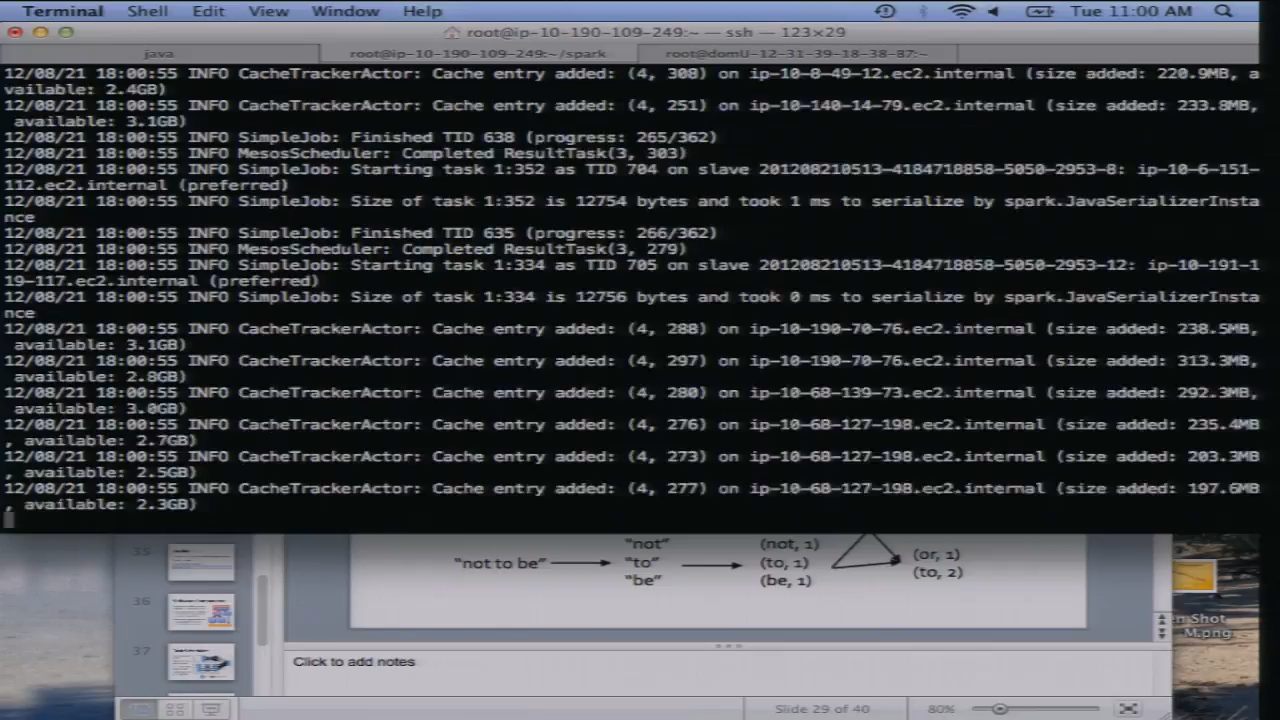 Terminal Shell Edit View Window Help Tue 11:00 AM
root@ip-10-190-109-249:~ — ssh — 123×29
java root@ip-10-190-109-249:~/spark root@domU-12-31-39-18-38-87:~
12/08/21 18:00:55 INFO CacheTrackerActor: Cache entry added: (4, 308) on ip-10-8-49-12.ec2.internal (size added: 220.9MB, a
vailable: 2.4GB)
12/08/21 18:00:55 INFO CacheTrackerActor: Cache entry added: (4, 251) on ip-10-140-14-79.ec2.internal (size added: 233.8MB,
available: 3.1GB)
12/08/21 18:00:55 INFO SimpleJob: Finished TID 638 (progress: 265/362)
12/08/21 18:00:55 INFO MesosScheduler: Completed ResultTask(3, 303)
12/08/21 18:00:55 INFO SimpleJob: Starting task 1:352 as TID 704 on slave 201208210513-4184718858-5050-2953-8: ip-10-6-151-
112.ec2.internal (preferred)
12/08/21 18:00:55 INFO SimpleJob: Size of task 1:352 is 12754 bytes and took 1 ms to serialize by spark.JavaSerializerInsta
nce
12/08/21 18:00:55 INFO SimpleJob: Finished TID 635 (progress: 266/362)
12/08/21 18:00:55 INFO MesosScheduler: Completed ResultTask(3, 279)
12/08/21 18:00:55 INFO SimpleJob: Starting task 1:334 as TID 705 on slave 201208210513-4184718858-5050-2953-12: ip-10-191-1
19-117.ec2.internal (preferred)
12/08/21 18:00:55 INFO SimpleJob: Size of task 1:334 is 12756 bytes and took 0 ms to serialize by spark.JavaSerializerInsta
nce
12/08/21 18:00:55 INFO CacheTrackerActor: Cache entry added: (4, 288) on ip-10-190-70-76.ec2.internal (size added: 238.5MB,
available: 3.1GB)
12/08/21 18:00:55 INFO CacheTrackerActor: Cache entry added: (4, 297) on ip-10-190-70-76.ec2.internal (size added: 313.3MB,
available: 2.8GB)
12/08/21 18:00:55 INFO CacheTrackerActor: Cache entry added: (4, 280) on ip-10-68-139-73.ec2.internal (size added: 292.3MB,
available: 3.0GB)
12/08/21 18:00:55 INFO CacheTrackerActor: Cache entry added: (4, 276) on ip-10-68-127-198.ec2.internal (size added: 235.4MB
, available: 2.7GB)
12/08/21 18:00:55 INFO CacheTrackerActor: Cache entry added: (4, 273) on ip-10-68-127-198.ec2.internal (size added: 203.3MB
, available: 2.5GB)
12/08/21 18:00:55 INFO CacheTrackerActor: Cache entry added: (4, 277) on ip-10-68-127-198.ec2.internal (size added: 197.6MB
, available: 2.3GB)
35
"not" (not, 1) (or, 1)
"not to be" "to" (to, 1) (to, 2)
"be" (be, 1)
36
n Shot
M.png
37
Click to add notes
Slide 29 of 40 80%